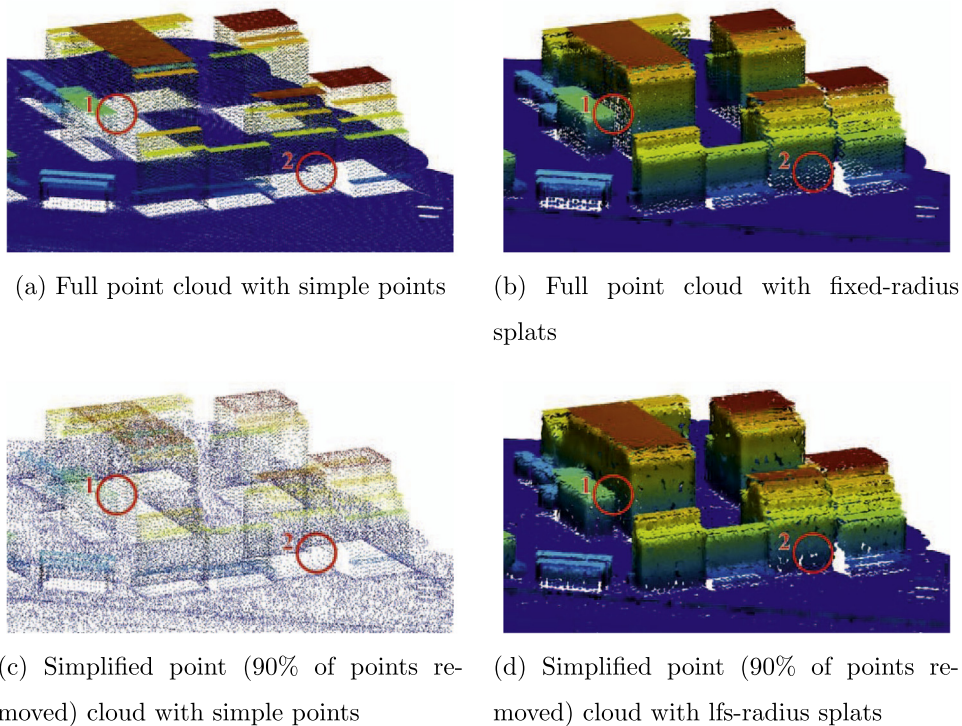 1
2
1
2
(a) Full point cloud with simple points
(b) Full point cloud with fixed-radius
splats
1
2
1
2
(c) Simplified point (90% of points re-
moved) cloud with simple points
(d) Simplified point (90% of points re-
moved) cloud with lfs-radius splats